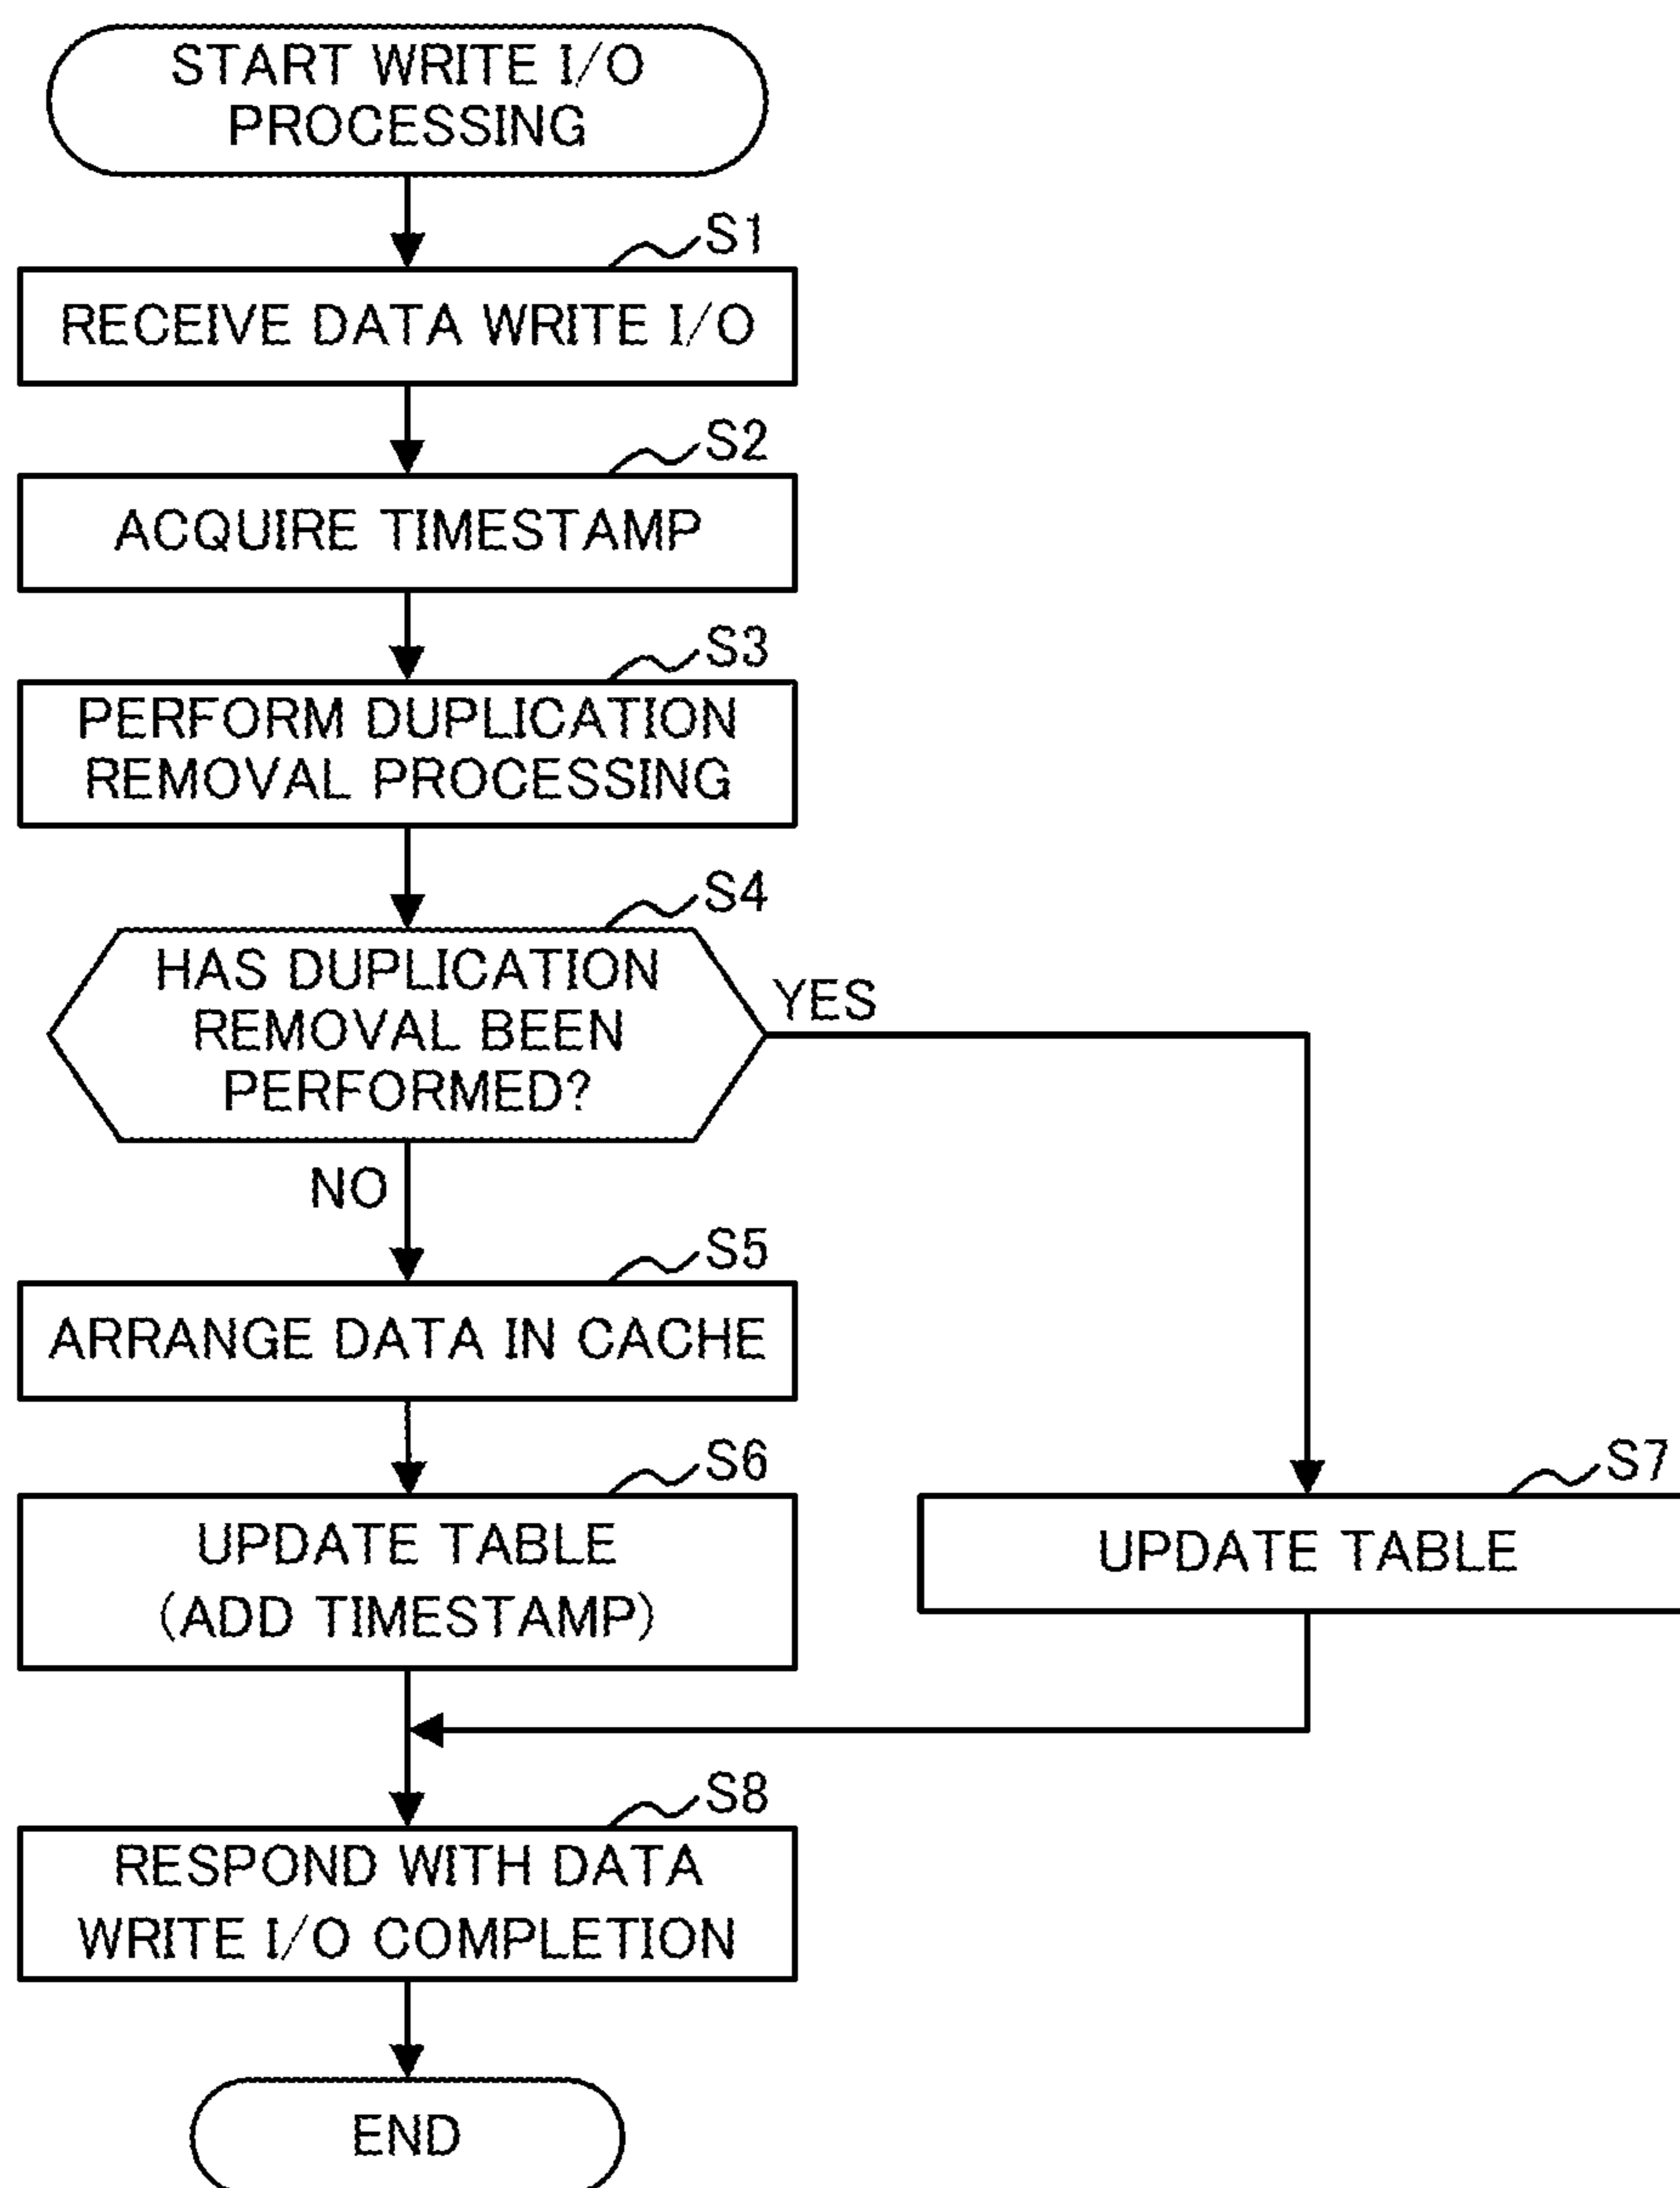 START WRITE I/O
PROCESSING
S1
RECEIVE DATA WRITE I/O
S2
ACQUIRE TIMESTAMP
S3
PERFORM DUPLICATION
REMOVAL PROCESSING
S4
HAS DUPLICATION
REMOVAL BEEN
PERFORMED?
YES
NO
S5
ARRANGE DATA IN CACHE
S6
UPDATE TABLE
(ADD TIMESTAMP)
S7
UPDATE TABLE
S8
RESPOND WITH DATA
WRITE I/O COMPLETION
END